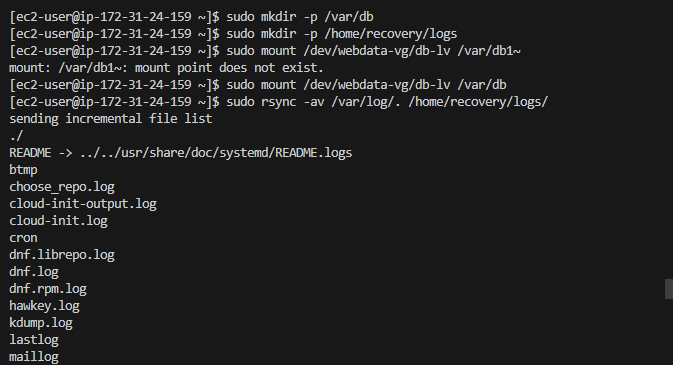 [ec2-user@ip-172-31-24-159 ~]$ sudo mkdir -p /var/db
[ec2-user@ip-172-31-24-159 ~]$ sudo mkdir -p /home/recovery/logs
[ec2-user@ip-172-31-24-159 ~]$ sudo mount /dev/webdata-vg/db-lv /var/db1~
mount: /var/db1~: mount point does not exist.
[ec2-user@ip-172-31-24-159 ~]$ sudo mount /dev/webdata-vg/db-lv /var/db
[ec2-user@ip-172-31-24-159 ~]$ sudo rsync -av /var/log/. /home/recovery/logs/
sending incremental file list
./
README -> ../../usr/share/doc/systemd/README.logs
btmp
choose_repo.log
cloud-init-output.log
cloud-init.log
cron
dnf.librepo.log
dnf.log
dnf.rpm.log
hawkey.log
kdump.log
lastlog
maillog